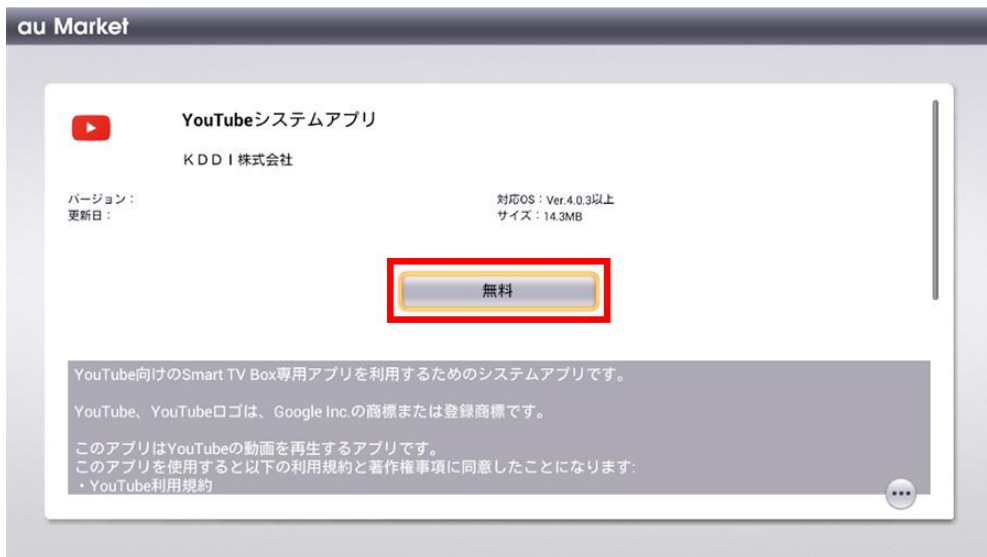 au Market
YouTubeシステムアプリ
KDDI株式会社
バージョン：
更新日：
対応OS：Ver.4.0.3以上
サイズ：14.3MB
無料
YouTube向けのSmart TV Box専用アプリを利用するためのシステムアプリです。
YouTube、YouTubeロゴは、Google Inc.の商標または登録商標です。
このアプリはYouTubeの動画を再生するアプリです。
このアプリを使用すると以下の利用規約と著作権事項に同意したことになります:
・YouTube利用規約